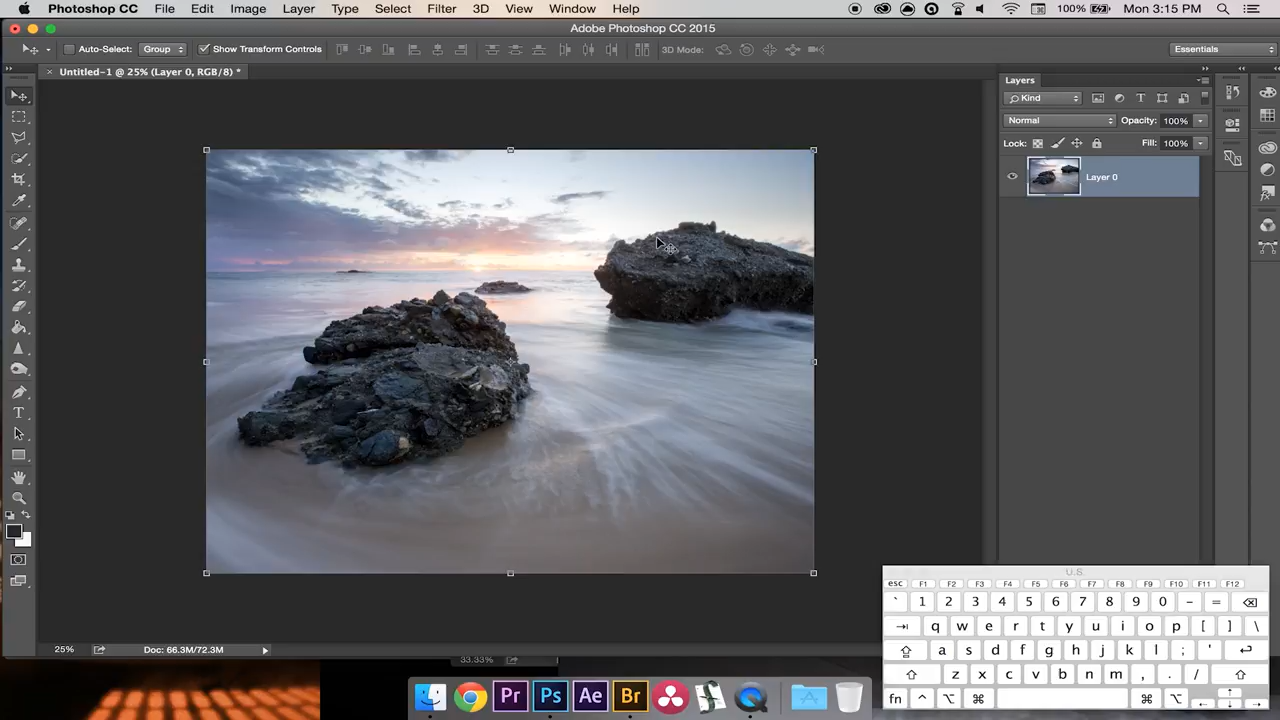 Photoshop CC File Edit Image Layer Type Select Filter 3D View Window Help 100% Mon 3:15 PM
Adobe Photoshop CC 2015
Auto-Select: Group Show Transform Controls 3D Mode: Essentials
× Untitled-1 @ 25% (Layer 0, RGB/8) *
Layers
Kind
Normal Opacity: 100%
Lock: Fill: 100%
Layer 0
25% Doc: 66.3M/72.3M
33.33%
U.S.
esc F1 F2 F3 F4 F5 F6 F7 F8 F9 F10 F11 F12
` 1 2 3 4 5 6 7 8 9 0 - =
q w e r t y u i o p [ ] \
a s d f g h j k l ; '
z x c v b n m , . /
fn ^ ⌥ ⌘ ⌘ ⌥
Pr Ps Ae Br